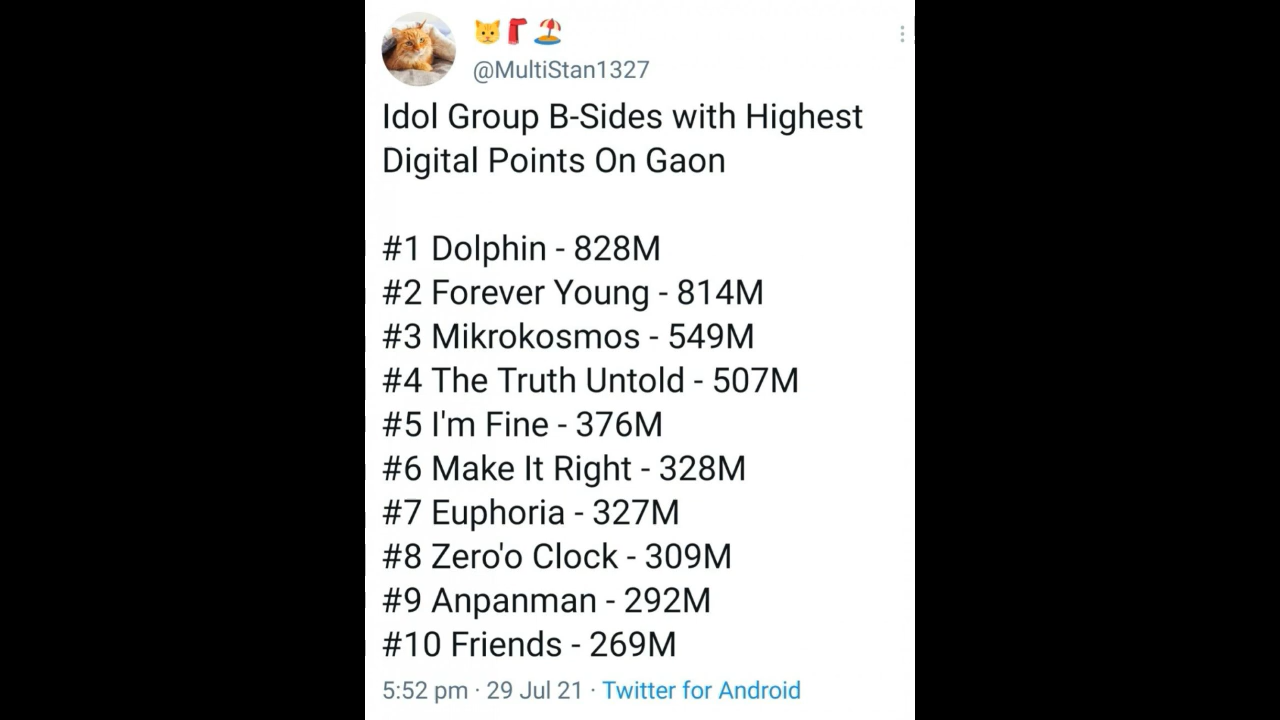 @MultiStan1327
Idol Group B-Sides with Highest
Digital Points On Gaon
#1 Dolphin - 828M
#2 Forever Young - 814M
#3 Mikrokosmos - 549M
#4 The Truth Untold - 507M
#5 I'm Fine - 376M
#6 Make It Right - 328M
#7 Euphoria - 327M
#8 Zero'o Clock - 309M
#9 Anpanman - 292M
#10 Friends - 269M
5:52 pm · 29 Jul 21 · Twitter for Android